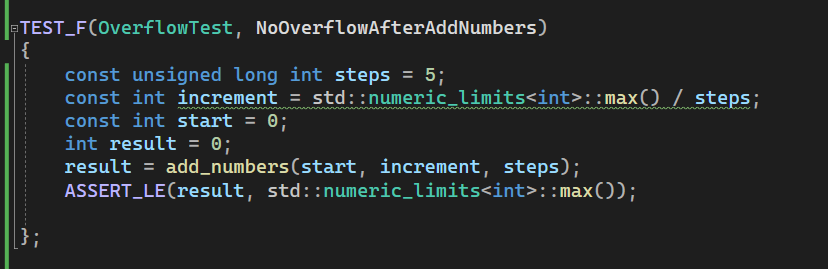 TEST_F(OverflowTest, NoOverflowAfterAddNumbers)
{
const unsigned long int steps = 5;
const int increment = std::numeric_limits<int>::max() / steps;
const int start = 0;
int result = 0;
result = add_numbers(start, increment, steps);
ASSERT_LE(result, std::numeric_limits<int>::max());
};